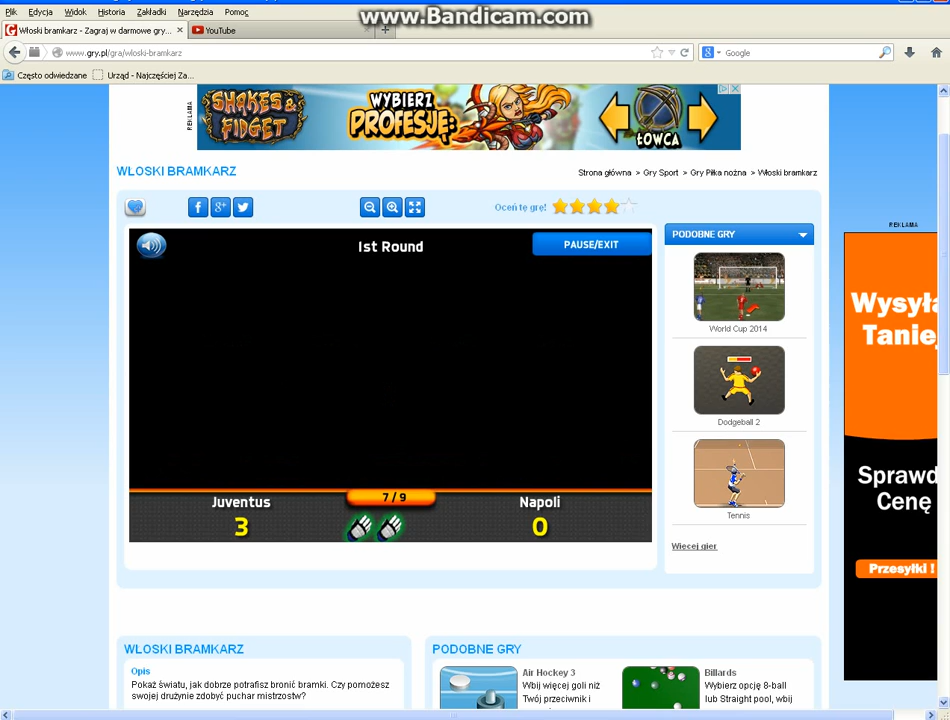 www.Bandicam.com
Plik Edycja Widok Historia Zakładki Narzędzia Pomoc
Włoski bramkarz - Zagraj w darmowe gry...
YouTube
www.gry.pl/gra/wloski-bramkarz
Google
Często odwiedzane Urząd - Najczęściej Za...
REKLAMA
SHAKES & FIDGET
WYBIERZ PROFESJĘ:
ŁOWCA
WLOSKI BRAMKARZ
Strona główna > Gry Sport > Gry Piłka nożna > Włoski bramkarz
Oceń tę grę!
1st Round
PAUSE/EXIT
Juventus
3
7 / 9
Napoli
0
PODOBNE GRY
World Cup 2014
Dodgeball 2
Tennis
Więcej gier
REKLAMA
Wysyła
Taniej
Sprawd
Cenę
Przesyłki !
WLOSKI BRAMKARZ
Opis
Pokaż światu, jak dobrze potrafisz bronić bramki. Czy pomożesz
swojej drużynie zdobyć puchar mistrzostw?
PODOBNE GRY
Air Hockey 3
Wbij więcej goli niż
Twój przeciwnik i
Billards
Wybierz opcję 8-ball
lub Straight pool, wbij